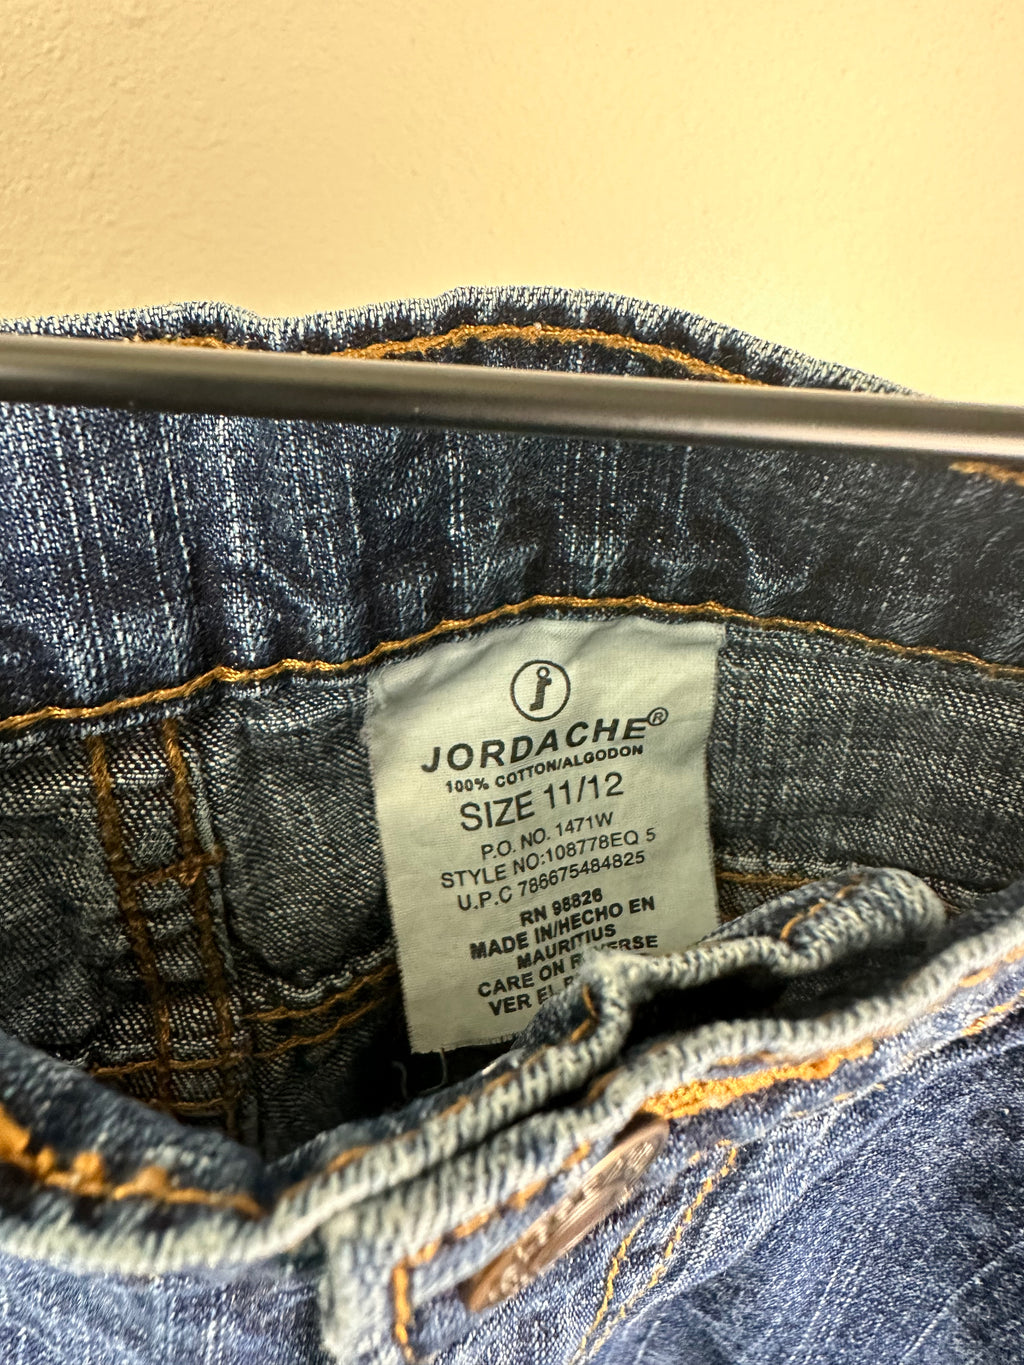 j
JORDACHE®
100% COTTON/ALGODON
SIZE 11/12
P.O. NO. 1471W
STYLE NO:108778EQ 5
U.P.C 786675484825
RN 98826
MADE IN/HECHO EN
MAURITIUS
CARE ON REVERSE
VER EL